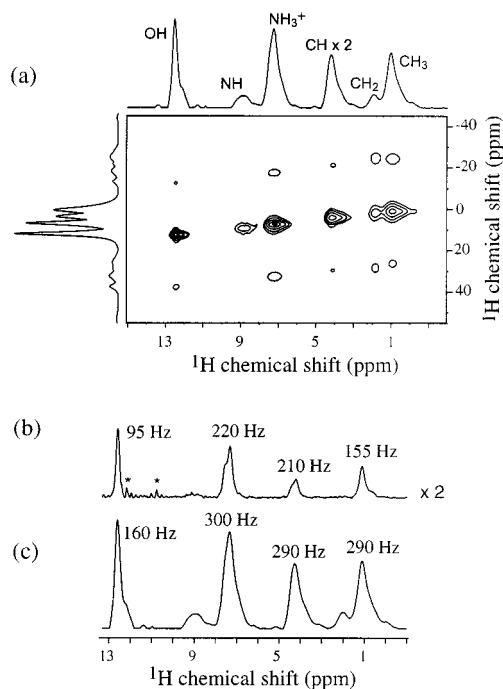 (a)
OH
NH
NH₃⁺
CH x 2
CH₂
CH₃
-40
-20
0
20
40
¹H chemical shift (ppm)
13 9 5 1
¹H chemical shift (ppm)
(b)
95 Hz
* *
220 Hz
210 Hz
155 Hz
x 2
(c)
160 Hz
300 Hz
290 Hz
290 Hz
13 9 5 1
¹H chemical shift (ppm)